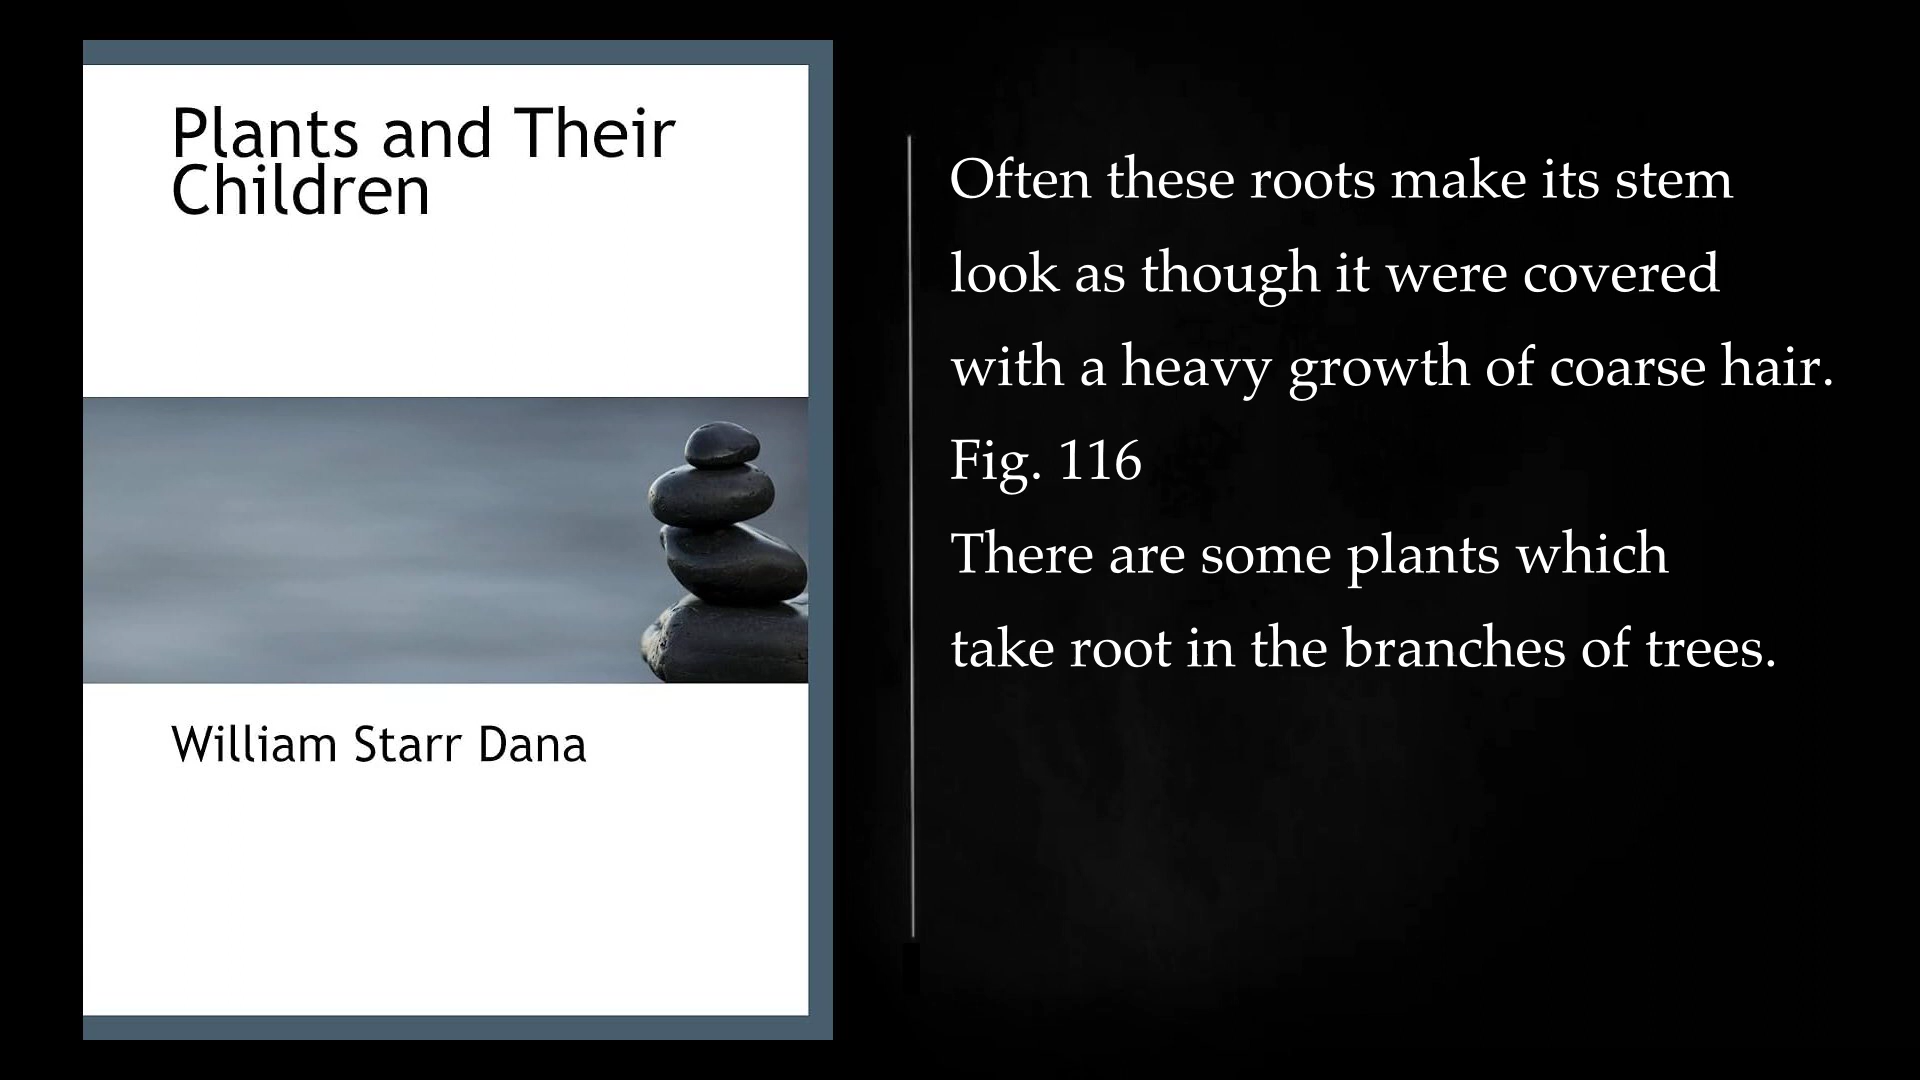 Plants and Their
Children
William Starr Dana
Often these roots make its stem
look as though it were covered
with a heavy growth of coarse hair.
Fig. 116
There are some plants which
take root in the branches of trees.